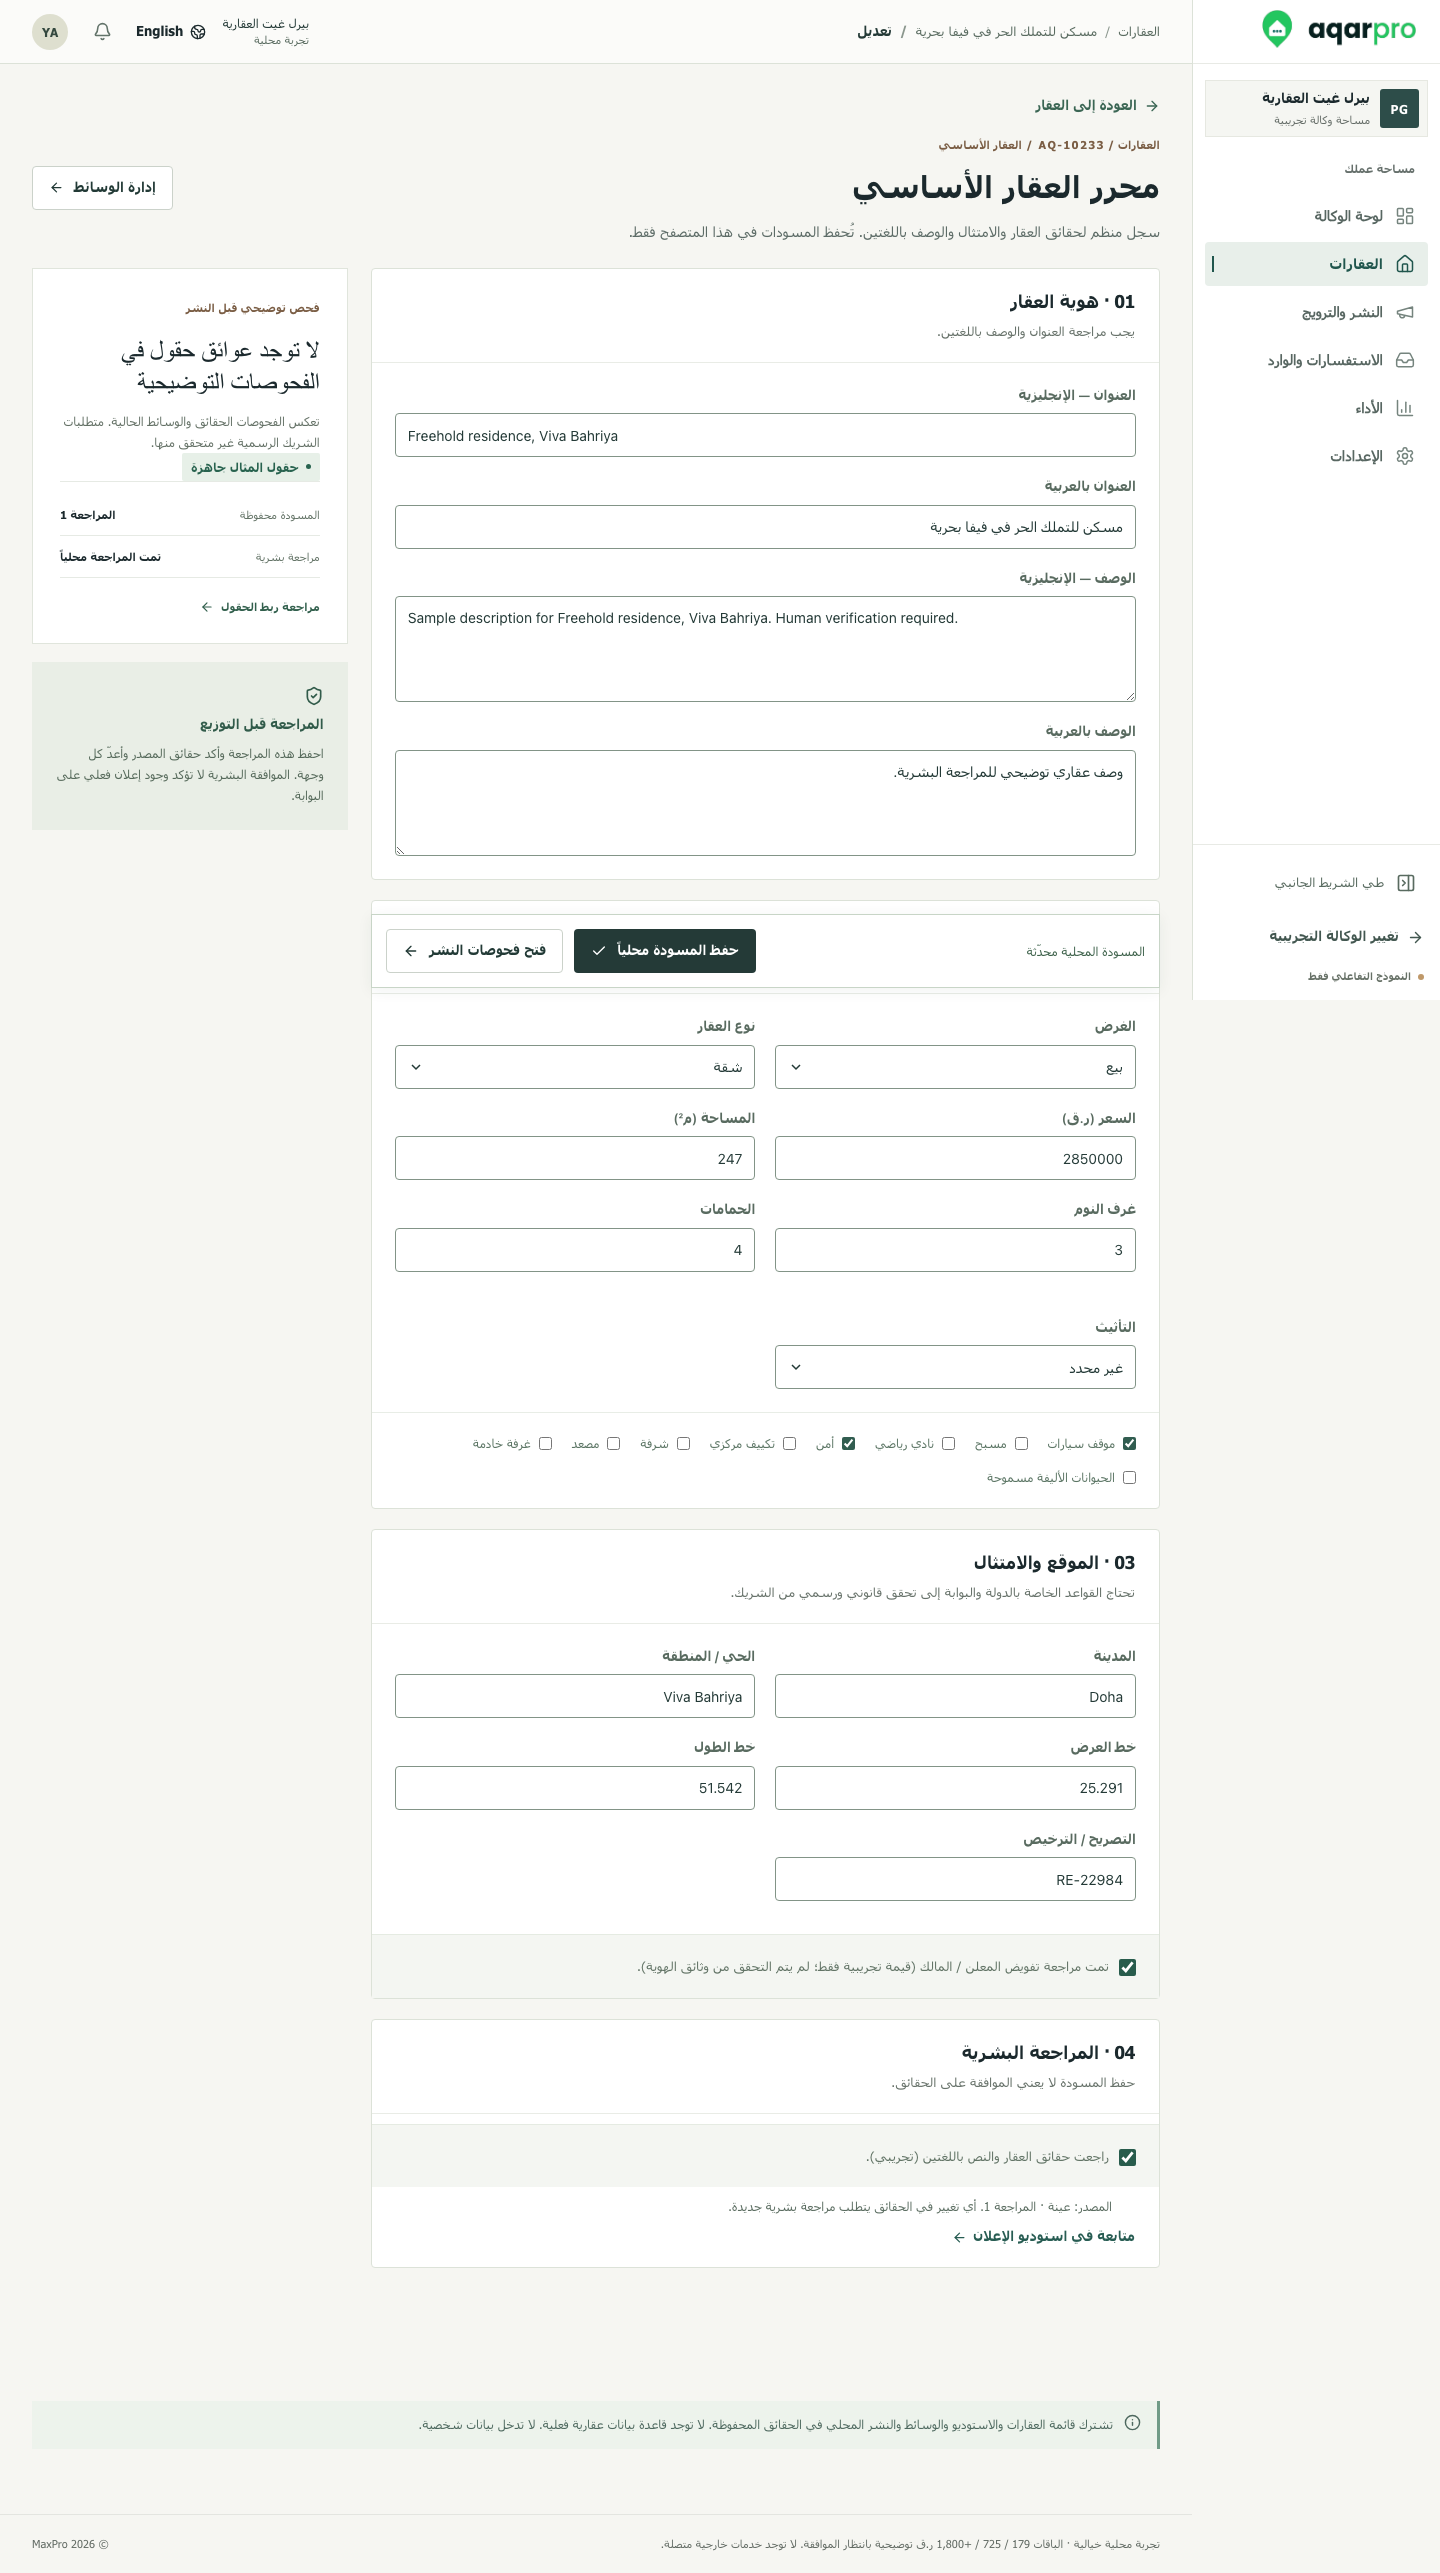 aqarpro
PG
بيرل غيت العقارية
مساحة وكالة تجريبية
مساحة عملك
لوحة الوكالة
العقارات
النشر والترويج
الاستفسارات والوارد
الأداء
الإعدادات
طي الشريط الجانبي
تغيير الوكالة التجريبية
النموذج التفاعلي فقط
العقارات / مسكن للتملك الحر في فيفا بحرية / تعديل
بيرل غيت العقارية
تجربة محلية
English
YA
العودة إلى العقار
العقارات / AQ-10233 / العقار الأساسي
محرر العقار الأساسي
سجل منظم لحقائق العقار والامتثال والوصف باللغتين. تُحفظ المسودات في هذا المتصفح فقط.
إدارة الوسائط
01 · هوية العقار
يجب مراجعة العنوان والوصف باللغتين.
العنوان — الإنجليزية
Freehold residence, Viva Bahriya
العنوان بالعربية
مسكن للتملك الحر في فيفا بحرية
الوصف — الإنجليزية
Sample description for Freehold residence, Viva Bahriya. Human verification required.
الوصف بالعربية
وصف عقاري توضيحي للمراجعة البشرية.
المسودة المحلية محدّثة
حفظ المسودة محلياً
فتح فحوصات النشر
الغرض
نوع العقار
بيع
شقة
السعر (ر.ق)
المساحة (م²)
2850000
247
غرف النوم
الحمامات
3
4
التأثيث
غير محدد
موقف سيارات
مسبح
نادي رياضي
أمن
تكييف مركزي
شرفة
مصعد
غرفة خادمة
الحيوانات الأليفة مسموحة
03 · الموقع والامتثال
تحتاج القواعد الخاصة بالدولة والبوابة إلى تحقق قانوني ورسمي من الشريك.
المدينة
الحي / المنطقة
Doha
Viva Bahriya
خط العرض
خط الطول
25.291
51.542
التصريح / الترخيص
RE-22984
تمت مراجعة تفويض المعلن / المالك (قيمة تجريبية فقط؛ لم يتم التحقق من وثائق الهوية).
04 · المراجعة البشرية
حفظ المسودة لا يعني الموافقة على الحقائق.
راجعت حقائق العقار والنص باللغتين (تجريبي).
المصدر: عينة · المراجعة 1. أي تغيير في الحقائق يتطلب مراجعة بشرية جديدة.
متابعة في استوديو الإعلان
فحص توضيحي قبل النشر
لا توجد عوائق حقول في
الفحوصات التوضيحية
تعكس الفحوصات الحقائق والوسائط الحالية. متطلبات
الشريك الرسمية غير متحقق منها.
حقول المثال جاهزة
المسودة محفوظة
المراجعة 1
مراجعة بشرية
تمت المراجعة محلياً
مراجعة ربط الحقول
المراجعة قبل التوزيع
احفظ هذه المراجعة وأكد حقائق المصدر وأعدّ كل
وجهة. الموافقة البشرية لا تؤكد وجود إعلان فعلي على
البوابة.
تشترك قائمة العقارات والاستوديو والوسائط والنشر المحلي في الحقائق المحفوظة. لا توجد قاعدة بيانات عقارية فعلية. لا تدخل بيانات شخصية.
تجربة محلية خيالية · الباقات 179 / 725 / 1,800+ ر.ق توضيحية بانتظار الموافقة. لا توجد خدمات خارجية متصلة.
© 2026 MaxPro